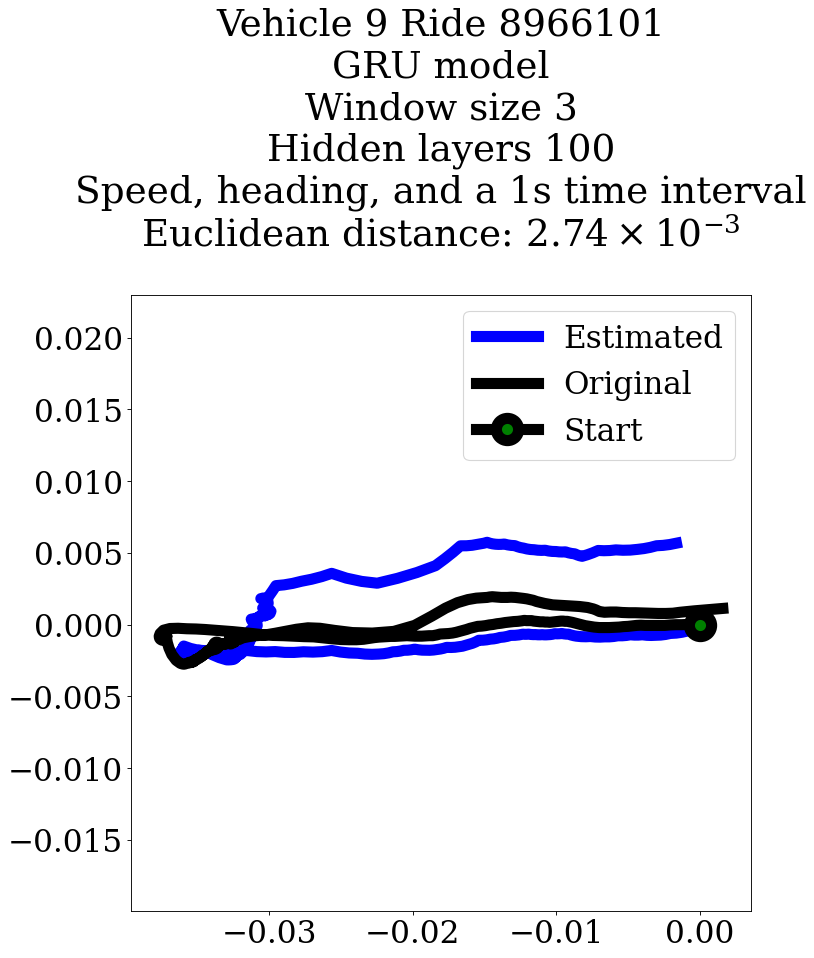 Vehicle 9 Ride 8966101
GRU model
Window size 3
Hidden layers 100
Speed, heading, and a 1s time interval
Euclidean distance: 2.74 × 10⁻³
Estimated
Original
Start
0.020
0.015
0.010
0.005
0.000
−0.005
−0.010
−0.015
−0.03 −0.02 −0.01 0.00